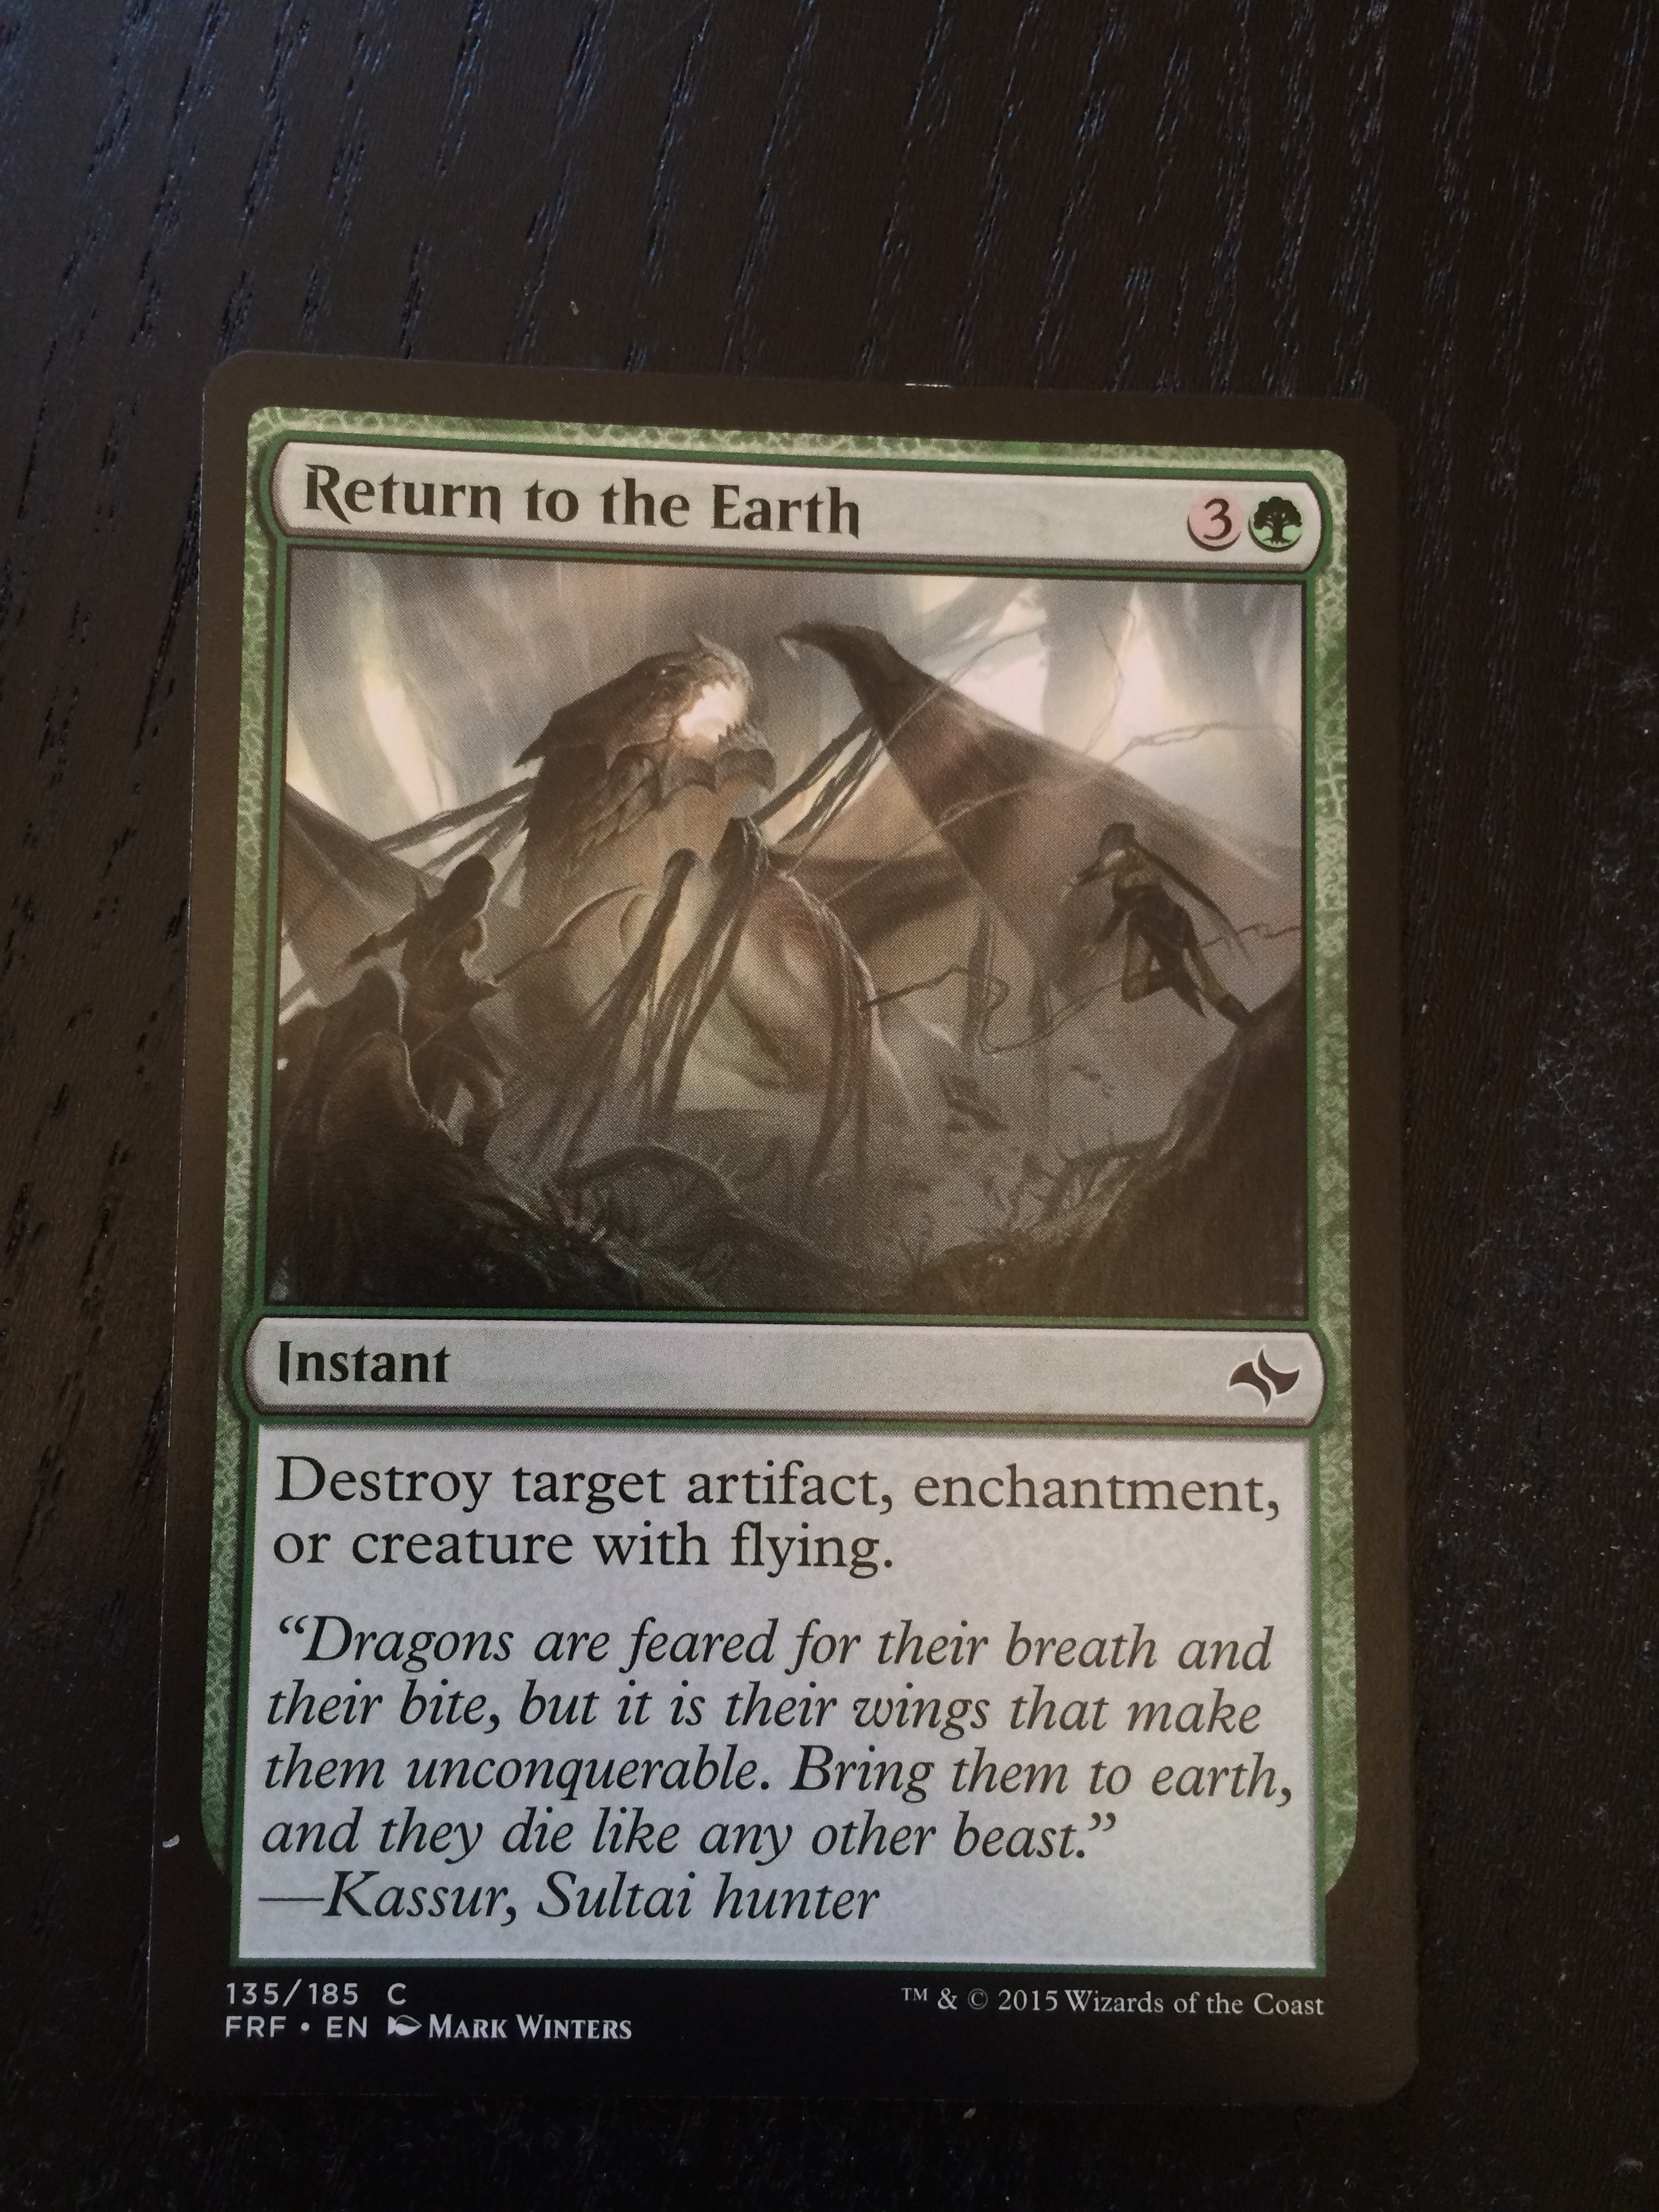 Return to the Earth 3
Instant
Destroy target artifact, enchantment,
or creature with flying.
“Dragons are feared for their breath and
their bite, but it is their wings that make
them unconquerable. Bring them to earth,
and they die like any other beast.”
—Kassur, Sultai hunter
135/185 C
FRF • EN MARK WINTERS
™ & © 2015 Wizards of the Coast